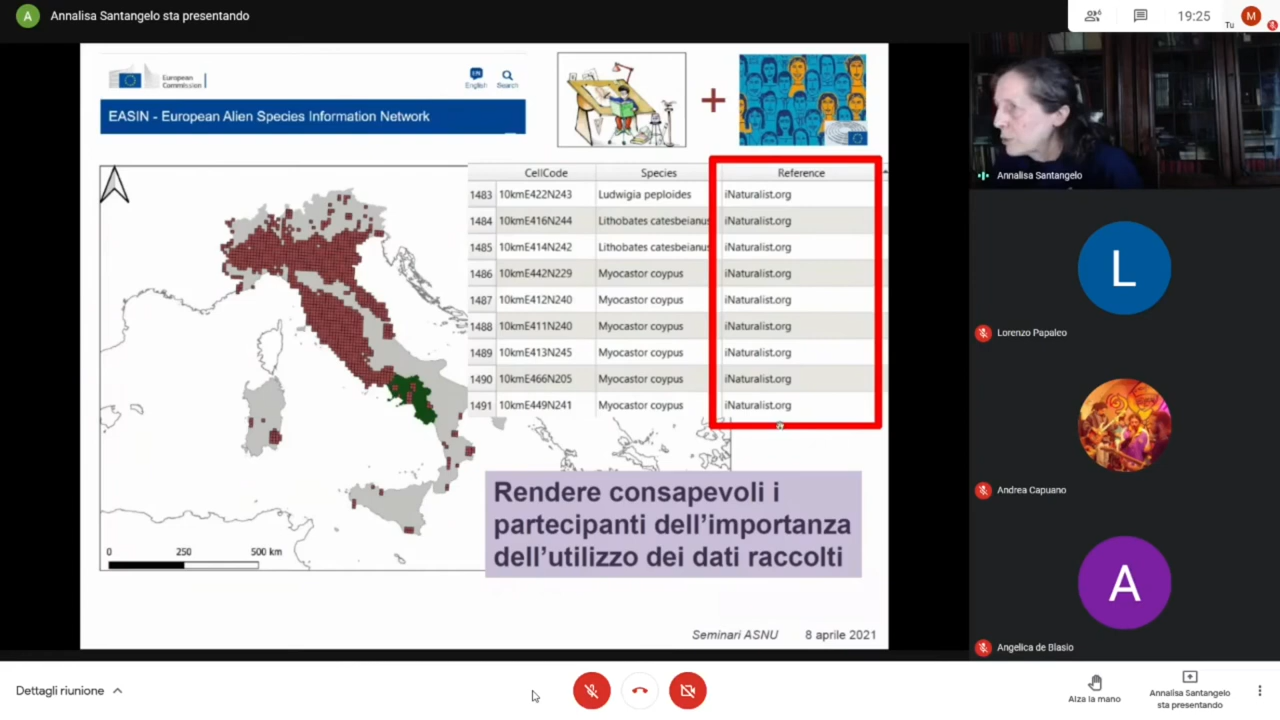 A Annalisa Santangelo sta presentando
6
19:25
Tu
M
European
Commission
EN
English
Search
EASIN - European Alien Species Information Network
+
CellCode Species Reference
1483 10kmE422N243 Ludwigia peploides iNaturalist.org
1484 10kmE416N244 Lithobates catesbeianus iNaturalist.org
1485 10kmE414N242 Lithobates catesbeianus iNaturalist.org
1486 10kmE442N229 Myocastor coypus iNaturalist.org
1487 10kmE412N240 Myocastor coypus iNaturalist.org
1488 10kmE411N240 Myocastor coypus iNaturalist.org
1489 10kmE413N245 Myocastor coypus iNaturalist.org
1490 10kmE466N205 Myocastor coypus iNaturalist.org
1491 10kmE449N241 Myocastor coypus iNaturalist.org
0 250 500 km
Rendere consapevoli i
partecipanti dell'importanza
dell'utilizzo dei dati raccolti
Seminari ASNU 8 aprile 2021
Annalisa Santangelo
L
Lorenzo Papaleo
Andrea Capuano
A
Angelica de Blasio
Dettagli riunione
Alza la mano
Annalisa Santangelo
sta presentando